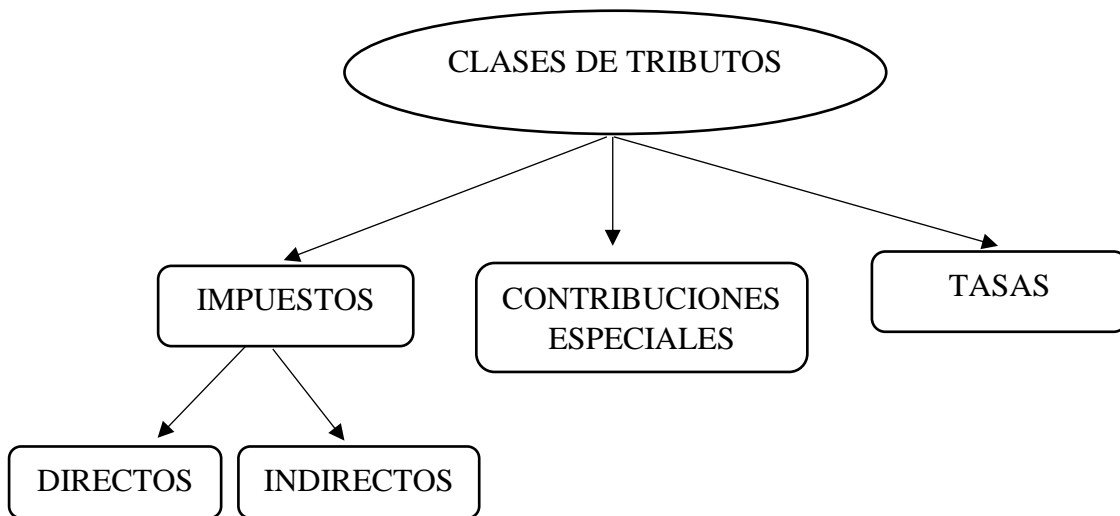 CLASES DE TRIBUTOS
IMPUESTOS
CONTRIBUCIONES
ESPECIALES
TASAS
DIRECTOS
INDIRECTOS